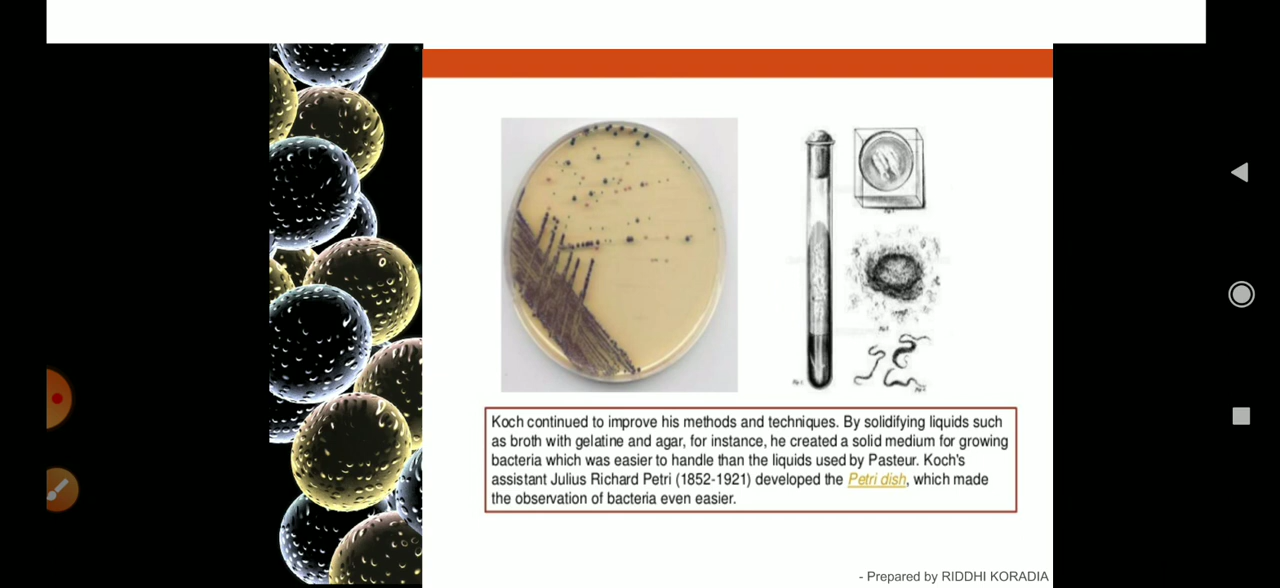 Koch continued to improve his methods and techniques. By solidifying liquids such
as broth with gelatine and agar, for instance, he created a solid medium for growing
bacteria which was easier to handle than the liquids used by Pasteur. Koch's
assistant Julius Richard Petri (1852-1921) developed the Petri dish, which made
the observation of bacteria even easier.
- Prepared by RIDDHI KORADIA